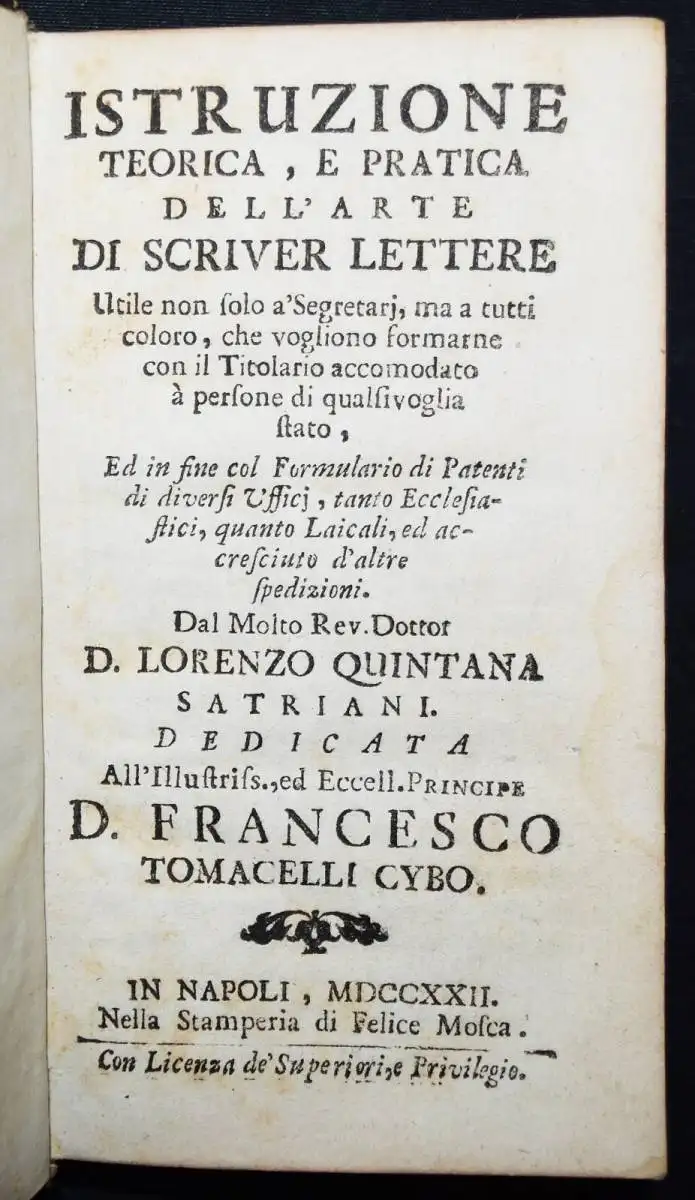 ISTRUZIONE
TEORICA , E PRATICA
DELL'ARTE
DI SCRIVER LETTERE
Utile non ſolo a'Segretarj, ma a tutti
coloro, che vogliono formarne
con il Titolario accomodato
à perſone di qualſivoglia
ſtato,
Ed in fine col Formulario di Patenti
di diverſi Vfficj, tanto Eccleſia-
ſtici, quanto Laicali, ed ac-
creſciuto d'altre
ſpedizioni.
Dal Molto Rev. Dottor
D. LORENZO QUINTANA
SATRIANI.
DEDICATA
All'Illuſtriſs., ed Eccell. PRINCIPE
D. FRANCESCO
TOMACELLI CYBO.
IN NAPOLI, MDCCXXII.
Nella Stamperia di Felice Moſca.
Con Licenza de' Superiori, e Privilegio.